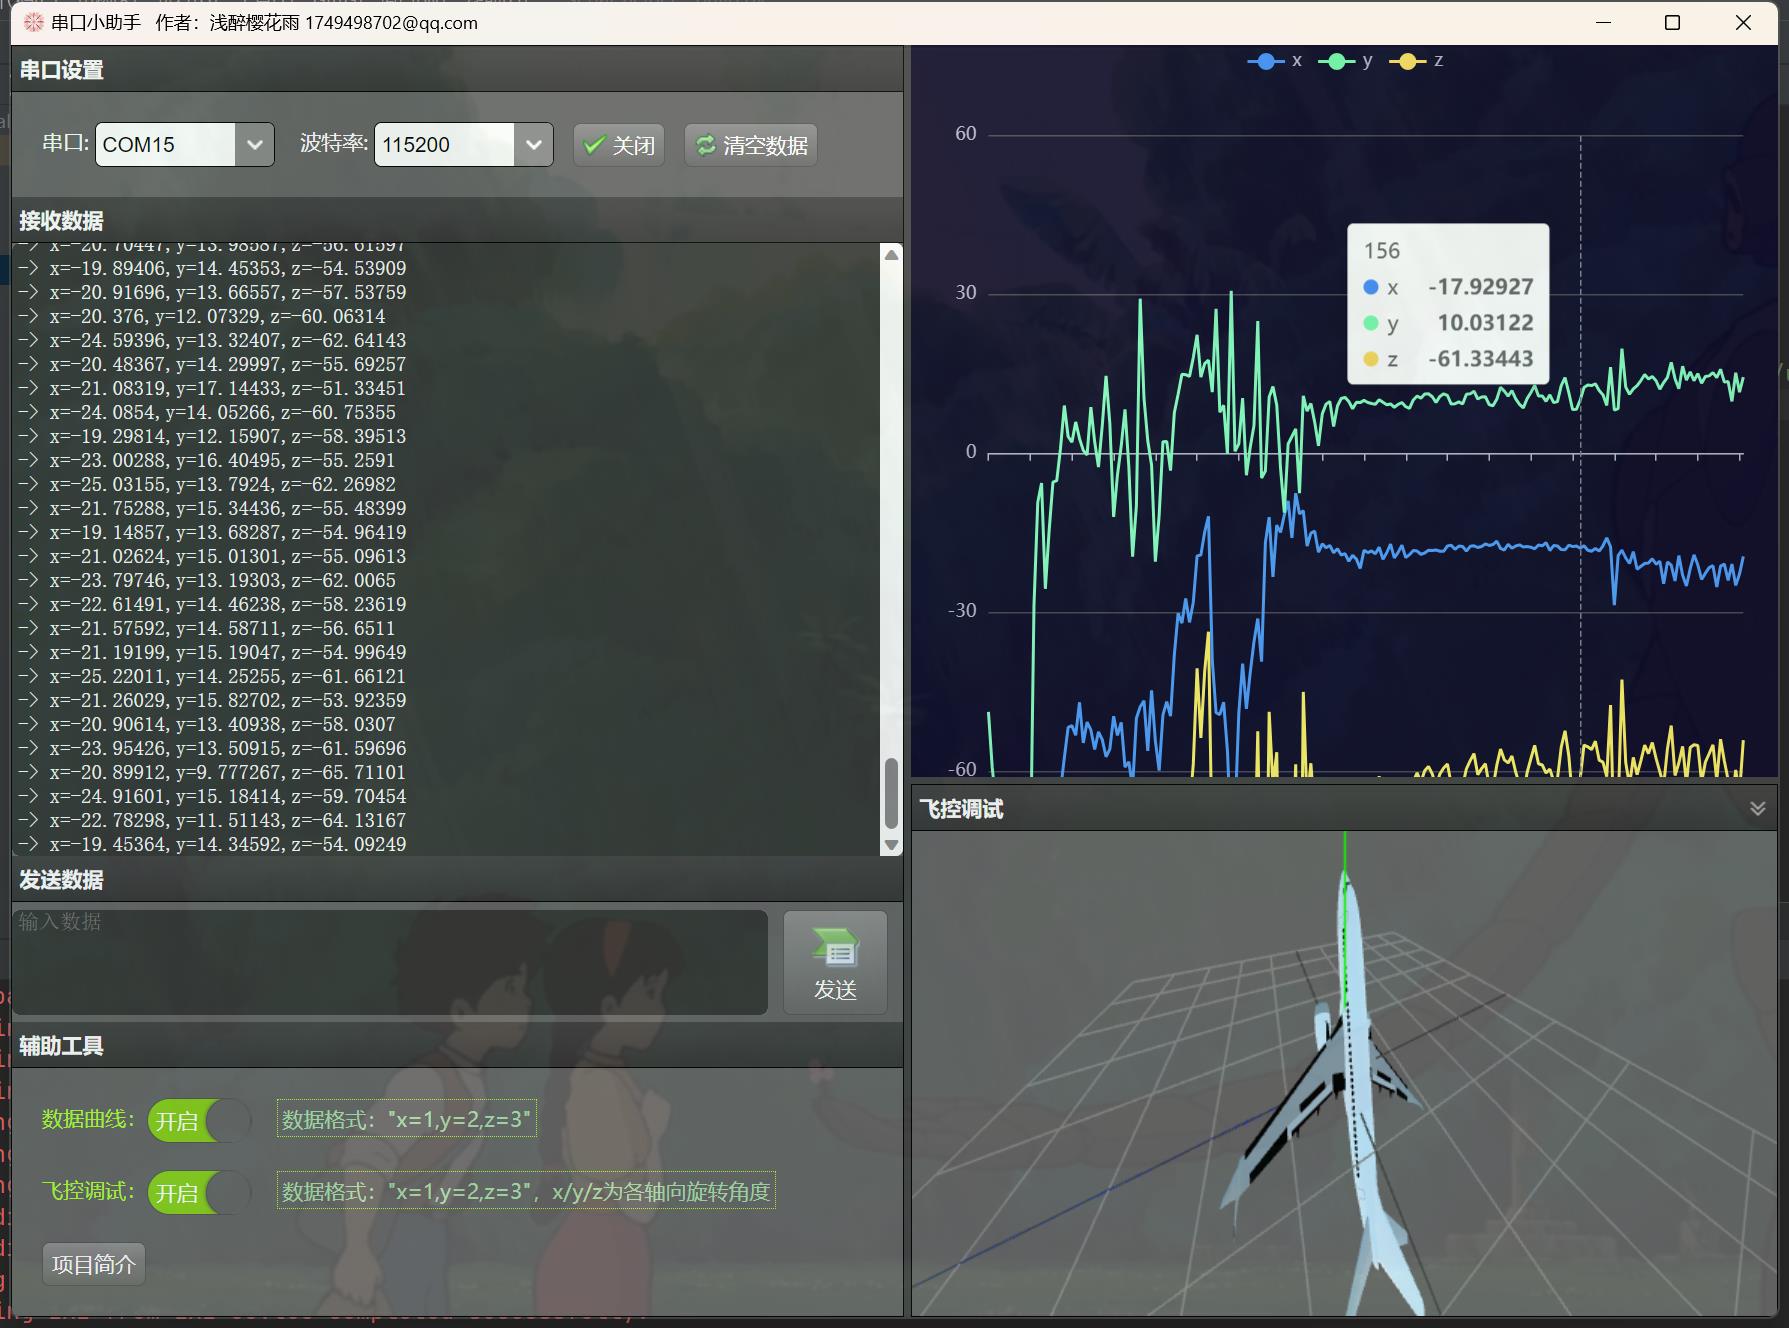 串口小助手 作者：浅醉樱花雨 1749498702@qq.com
串口设置
串口: COM15 波特率: 115200 关闭 清空数据
接收数据
-> x=-20.70447,y=13.98587,z=-56.61597
-> x=-19.89406,y=14.45353,z=-54.53909
-> x=-20.91696,y=13.66557,z=-57.53759
-> x=-20.376,y=12.07329,z=-60.06314
-> x=-24.59396,y=13.32407,z=-62.64143
-> x=-20.48367,y=14.29997,z=-55.69257
-> x=-21.08319,y=17.14433,z=-51.33451
-> x=-24.0854,y=14.05266,z=-60.75355
-> x=-19.29814,y=12.15907,z=-58.39513
-> x=-23.00288,y=16.40495,z=-55.2591
-> x=-25.03155,y=13.7924,z=-62.26982
-> x=-21.75288,y=15.34436,z=-55.48399
-> x=-19.14857,y=13.68287,z=-54.96419
-> x=-21.02624,y=15.01301,z=-55.09613
-> x=-23.79746,y=13.19303,z=-62.0065
-> x=-22.61491,y=14.46238,z=-58.23619
-> x=-21.57592,y=14.58711,z=-56.6511
-> x=-21.19199,y=15.19047,z=-54.99649
-> x=-25.22011,y=14.25255,z=-61.66121
-> x=-21.26029,y=15.82702,z=-53.92359
-> x=-20.90614,y=13.40938,z=-58.0307
-> x=-23.95426,y=13.50915,z=-61.59696
-> x=-20.89912,y=9.777267,z=-65.71101
-> x=-24.91601,y=15.18414,z=-59.70454
-> x=-22.78298,y=11.51143,z=-64.13167
-> x=-19.45364,y=14.34592,z=-54.09249
发送数据
输入数据
发送
辅助工具
数据曲线： 开启 数据格式："x=1,y=2,z=3"
飞控调试： 开启 数据格式："x=1,y=2,z=3"，x/y/z为各轴向旋转角度
项目简介
x y z
60
30
0
-30
-60
156
x -17.92927
y 10.03122
z -61.33443
飞控调试